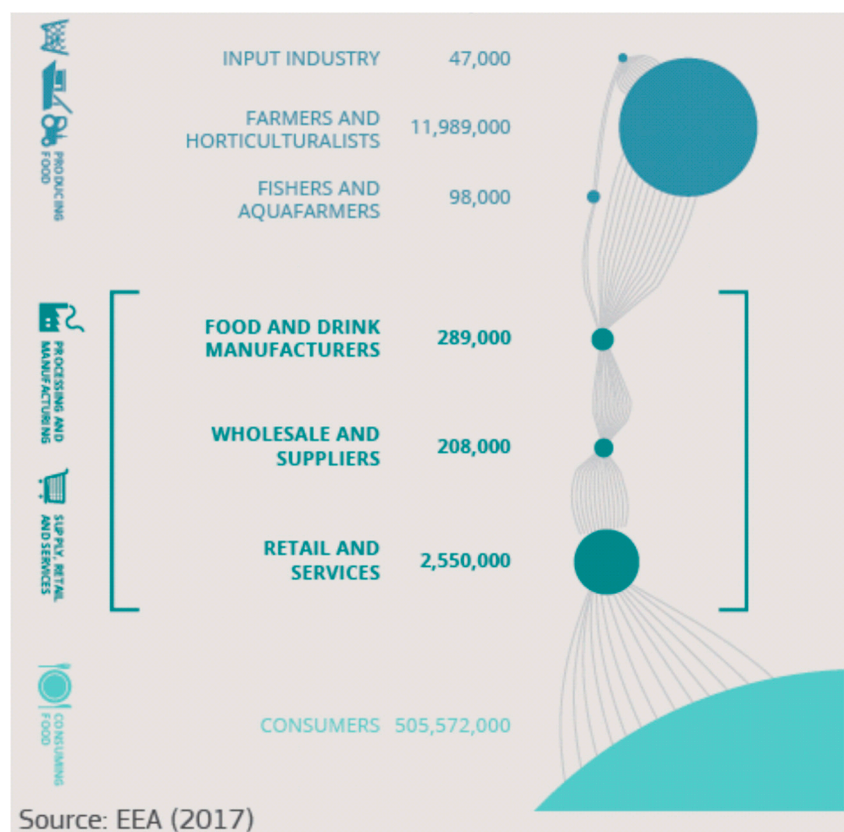 PRODUCING
FOOD
INPUT INDUSTRY 47,000
FARMERS AND
HORTICULTURALISTS 11,989,000
FISHERS AND
AQUAFARMERS 98,000
PROCESSING AND
MANUFACTURING
FOOD AND DRINK
MANUFACTURERS 289,000
WHOLESALE AND
SUPPLIERS 208,000
SUPPLY, RETAIL
AND SERVICES
RETAIL AND
SERVICES 2,550,000
CONSUMING
FOOD
CONSUMERS 505,572,000
Source: EEA (2017)